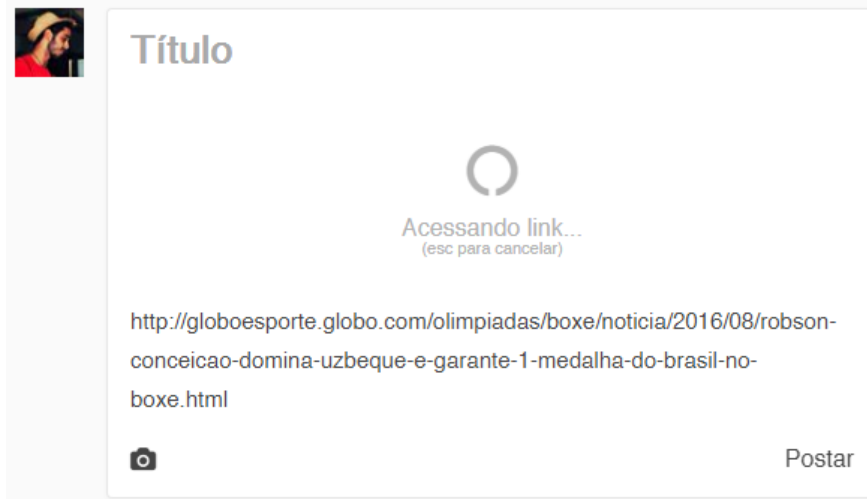 Título
Acessando link...
(esc para cancelar)
http://globoesporte.globo.com/olimpiadas/boxe/noticia/2016/08/robson-
conceicao-domina-uzbeque-e-garante-1-medalha-do-brasil-no-
boxe.html
Postar